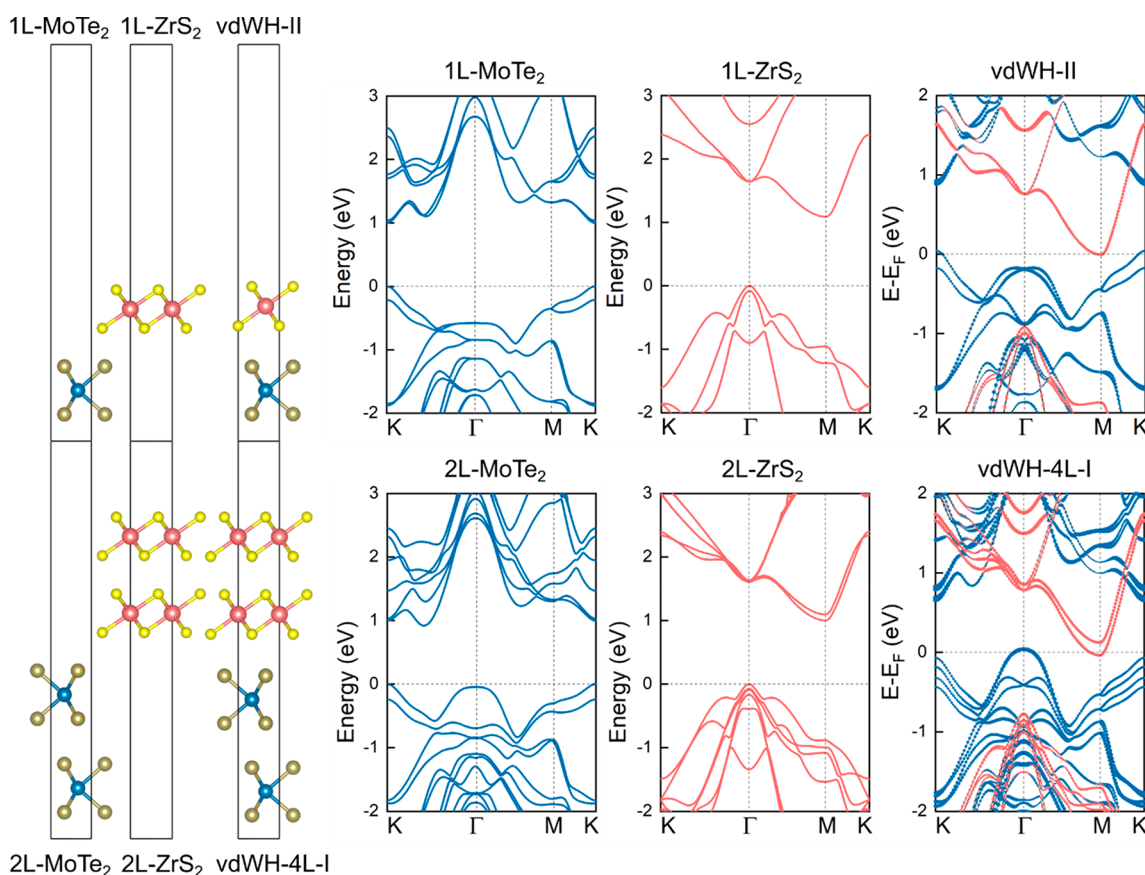 1L-MoTe₂ 1L-ZrS₂ vdWH-II
1L-MoTe₂
3
2
1
0
-1
-2
Energy (eV)
K Γ M K
1L-ZrS₂
3
2
1
0
-1
-2
Energy (eV)
K Γ M K
vdWH-II
2
1
0
-1
-2
E-E_F (eV)
K Γ M K
2L-MoTe₂
3
2
1
0
-1
-2
Energy (eV)
K Γ M K
2L-ZrS₂
3
2
1
0
-1
-2
Energy (eV)
K Γ M K
vdWH-4L-I
2
1
0
-1
-2
E-E_F (eV)
K Γ M K
2L-MoTe₂ 2L-ZrS₂ vdWH-4L-I